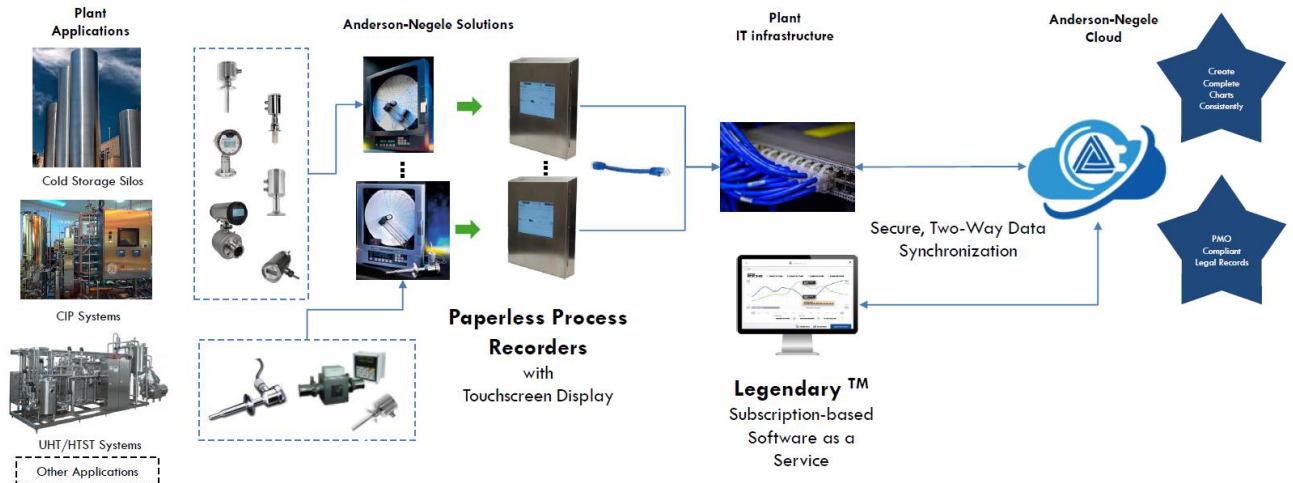 Plant
Applications
Anderson-Negele Solutions
Plant
IT infrastructure
Anderson-Negele
Cloud
Create
Complete
Charts
Consistently
Cold Storage Silos
CIP Systems
UHT/HTST Systems
Other Applications
Paperless Process
Recorders
with
Touchscreen Display
Secure, Two-Way Data
Synchronization
Legendary TM
Subscription-based
Software as a
Service
PMO
Compliant
Legal Records